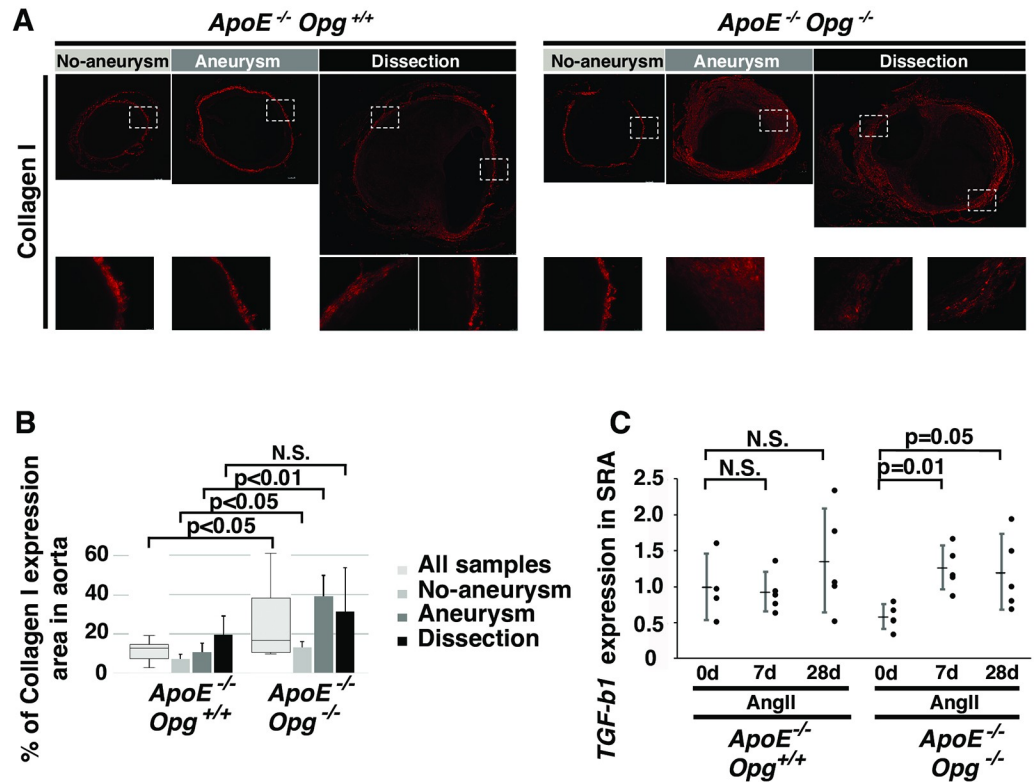 A
ApoE -/- Opg +/+
ApoE -/- Opg -/-
No-aneurysm Aneurysm Dissection
No-aneurysm Aneurysm Dissection
Collagen I
B
% of Collagen I expression
area in aorta
N.S.
p<0.01
p<0.05
p<0.05
60
40
20
0
All samples
No-aneurysm
Aneurysm
Dissection
ApoE -/-
Opg +/+
ApoE -/-
Opg -/-
C
TGF-b1 expression in SRA
N.S.
N.S.
p=0.05
p=0.01
2.5
2.0
1.5
1.0
0.5
0
0d 7d 28d
0d 7d 28d
AngII
AngII
ApoE-/-
Opg+/+
ApoE-/-
Opg -/-